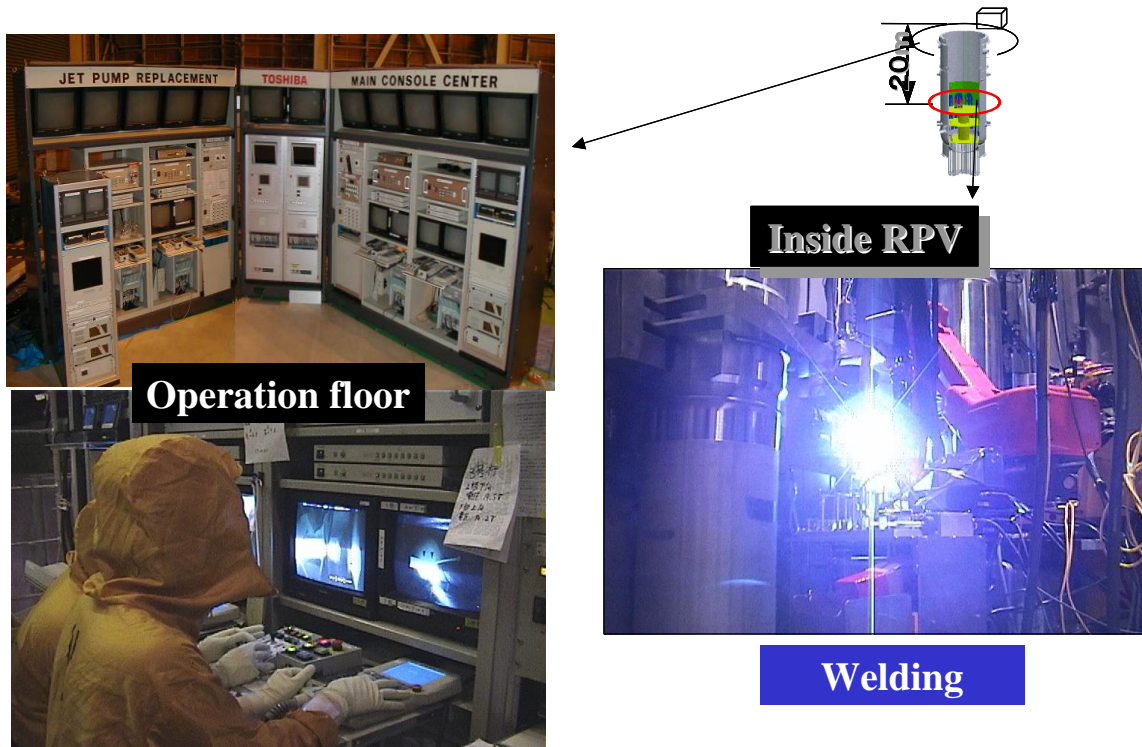 JET PUMP REPLACEMENT
TOSHIBA
MAIN CONSOLE CENTER
20m
Inside RPV
Operation floor
Welding